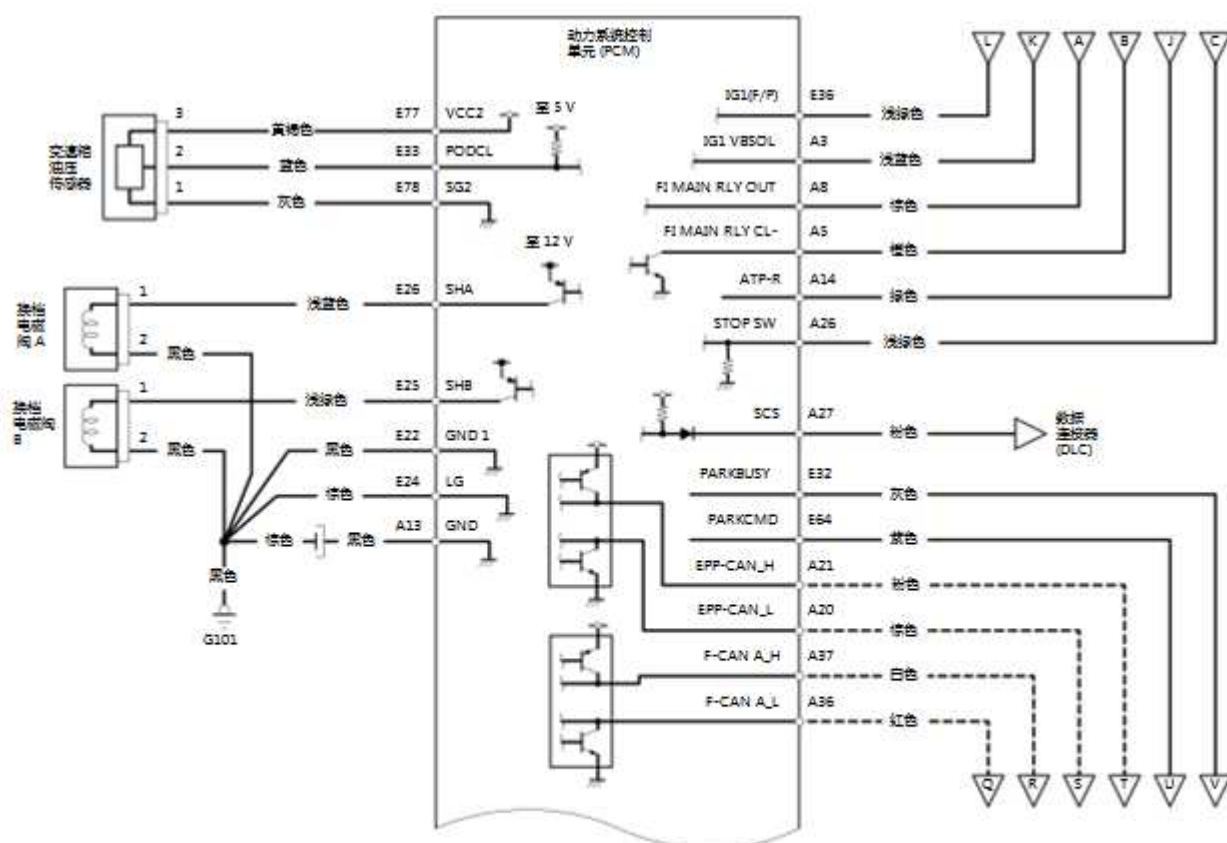 动力系统控制
单元 (PCM)
L
K
A
B
J
C
变速箱
油压
传感器
3
黄褐色
E77
VCC2
至 5 V
2
蓝色
E33
PODCL
1
灰色
E78
SG2
至 12 V
换档
电磁
阀 A
1
浅蓝色
E26
SHA
2
黑色
换档
电磁阀
B
1
浅绿色
E25
SHB
2
黑色
黑色
E22
GND 1
棕色
E24
LG
棕色
黑色
A13
GND
黑色
G101
IG1(F/P)
E36
浅绿色
IG1 VBSOL
A3
浅蓝色
FI MAIN RLY OUT
A8
棕色
FI MAIN RLY CL-
A5
橙色
ATP-R
A14
绿色
STOP SW
A26
浅绿色
SCS
A27
粉色
数据
连接器
(DLC)
PARKBUSY
E32
灰色
PARKCMD
E64
紫色
EPP-CAN_H
A21
粉色
EPP-CAN_L
A20
棕色
F-CAN A_H
A37
白色
F-CAN A_L
A36
红色
Q
R
S
T
U
V